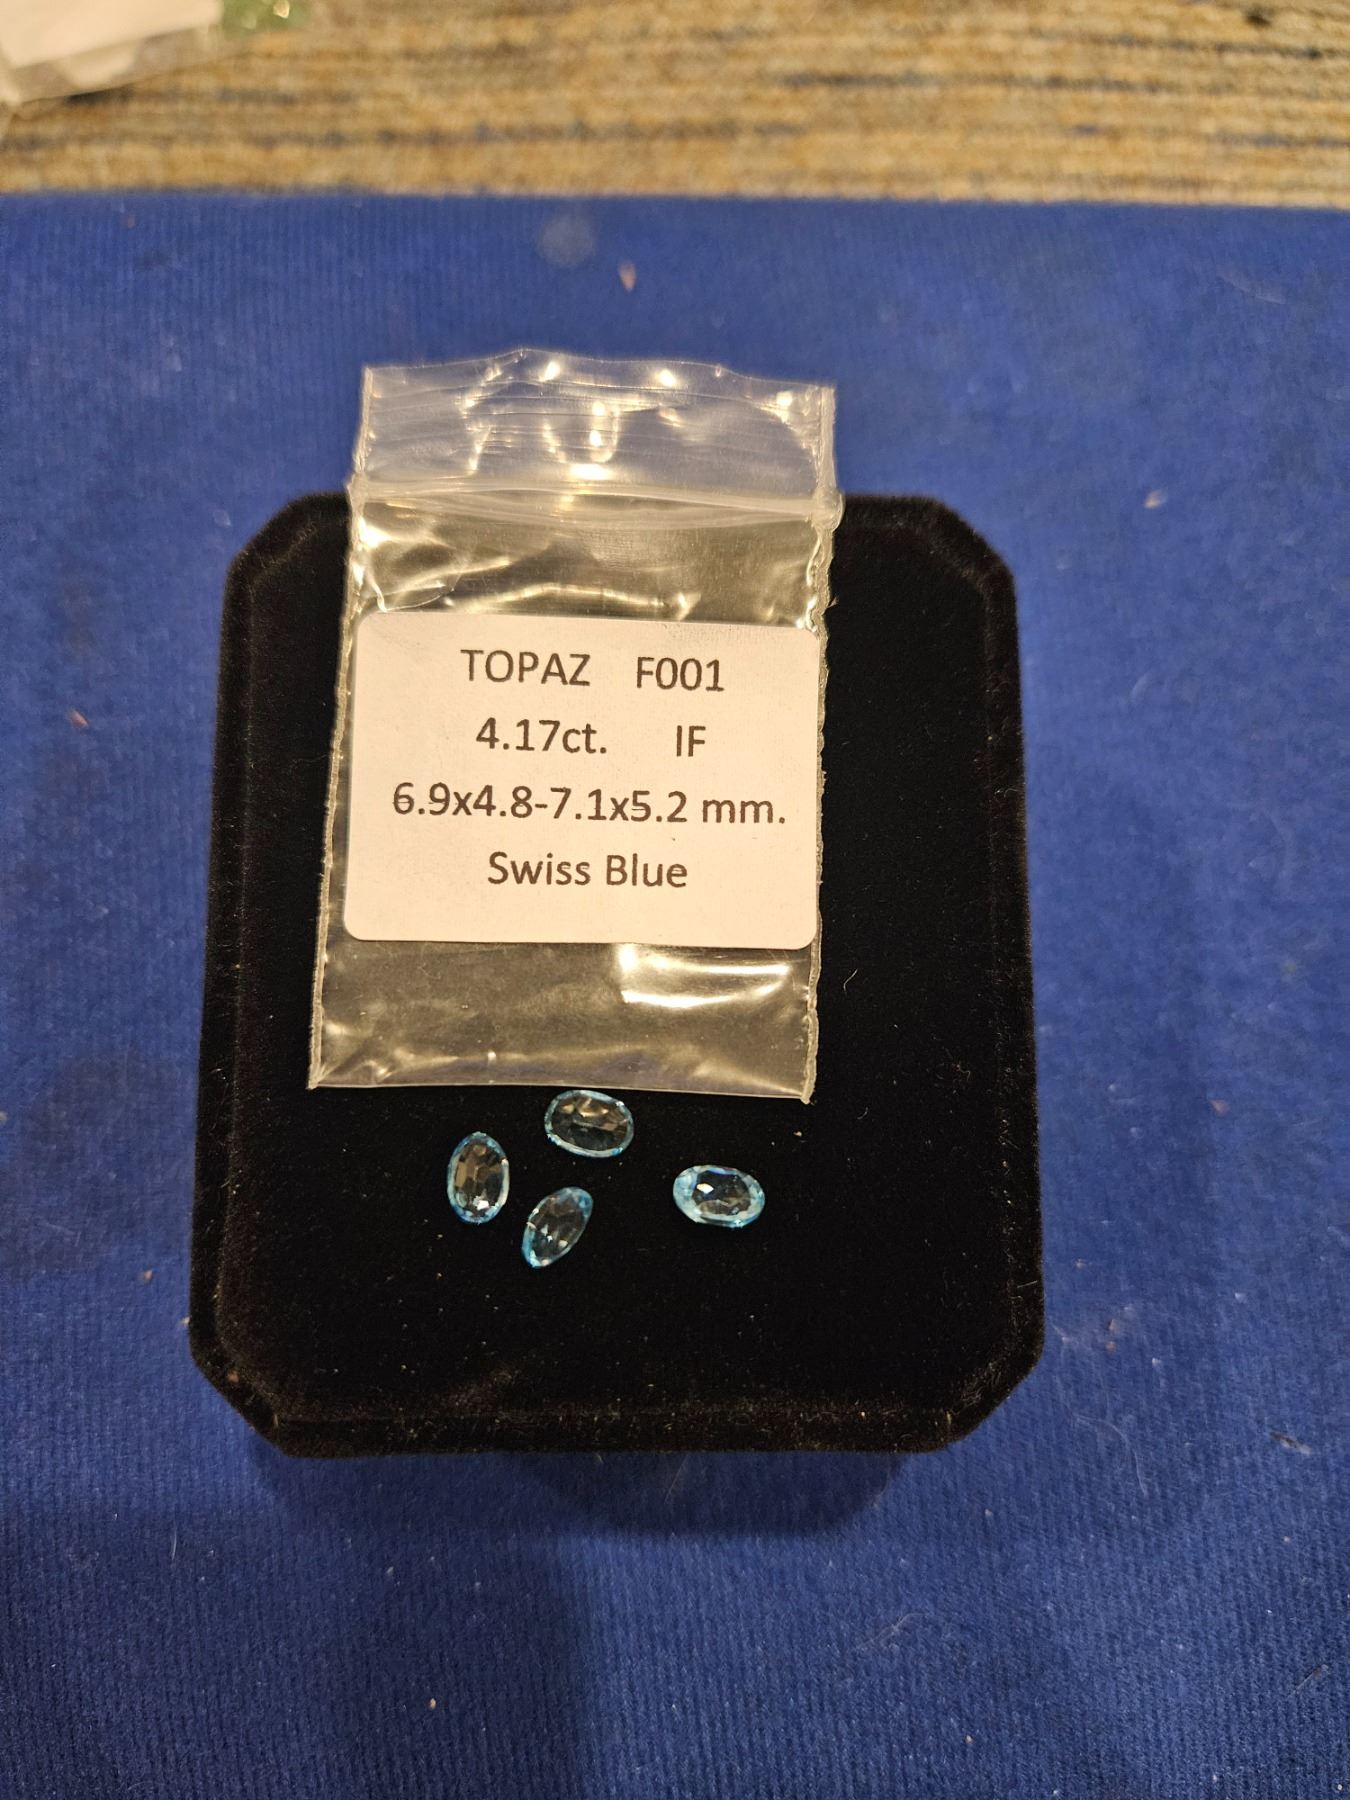 TOPAZ F001
4.17ct. IF
6.9x4.8-7.1x5.2 mm.
Swiss Blue